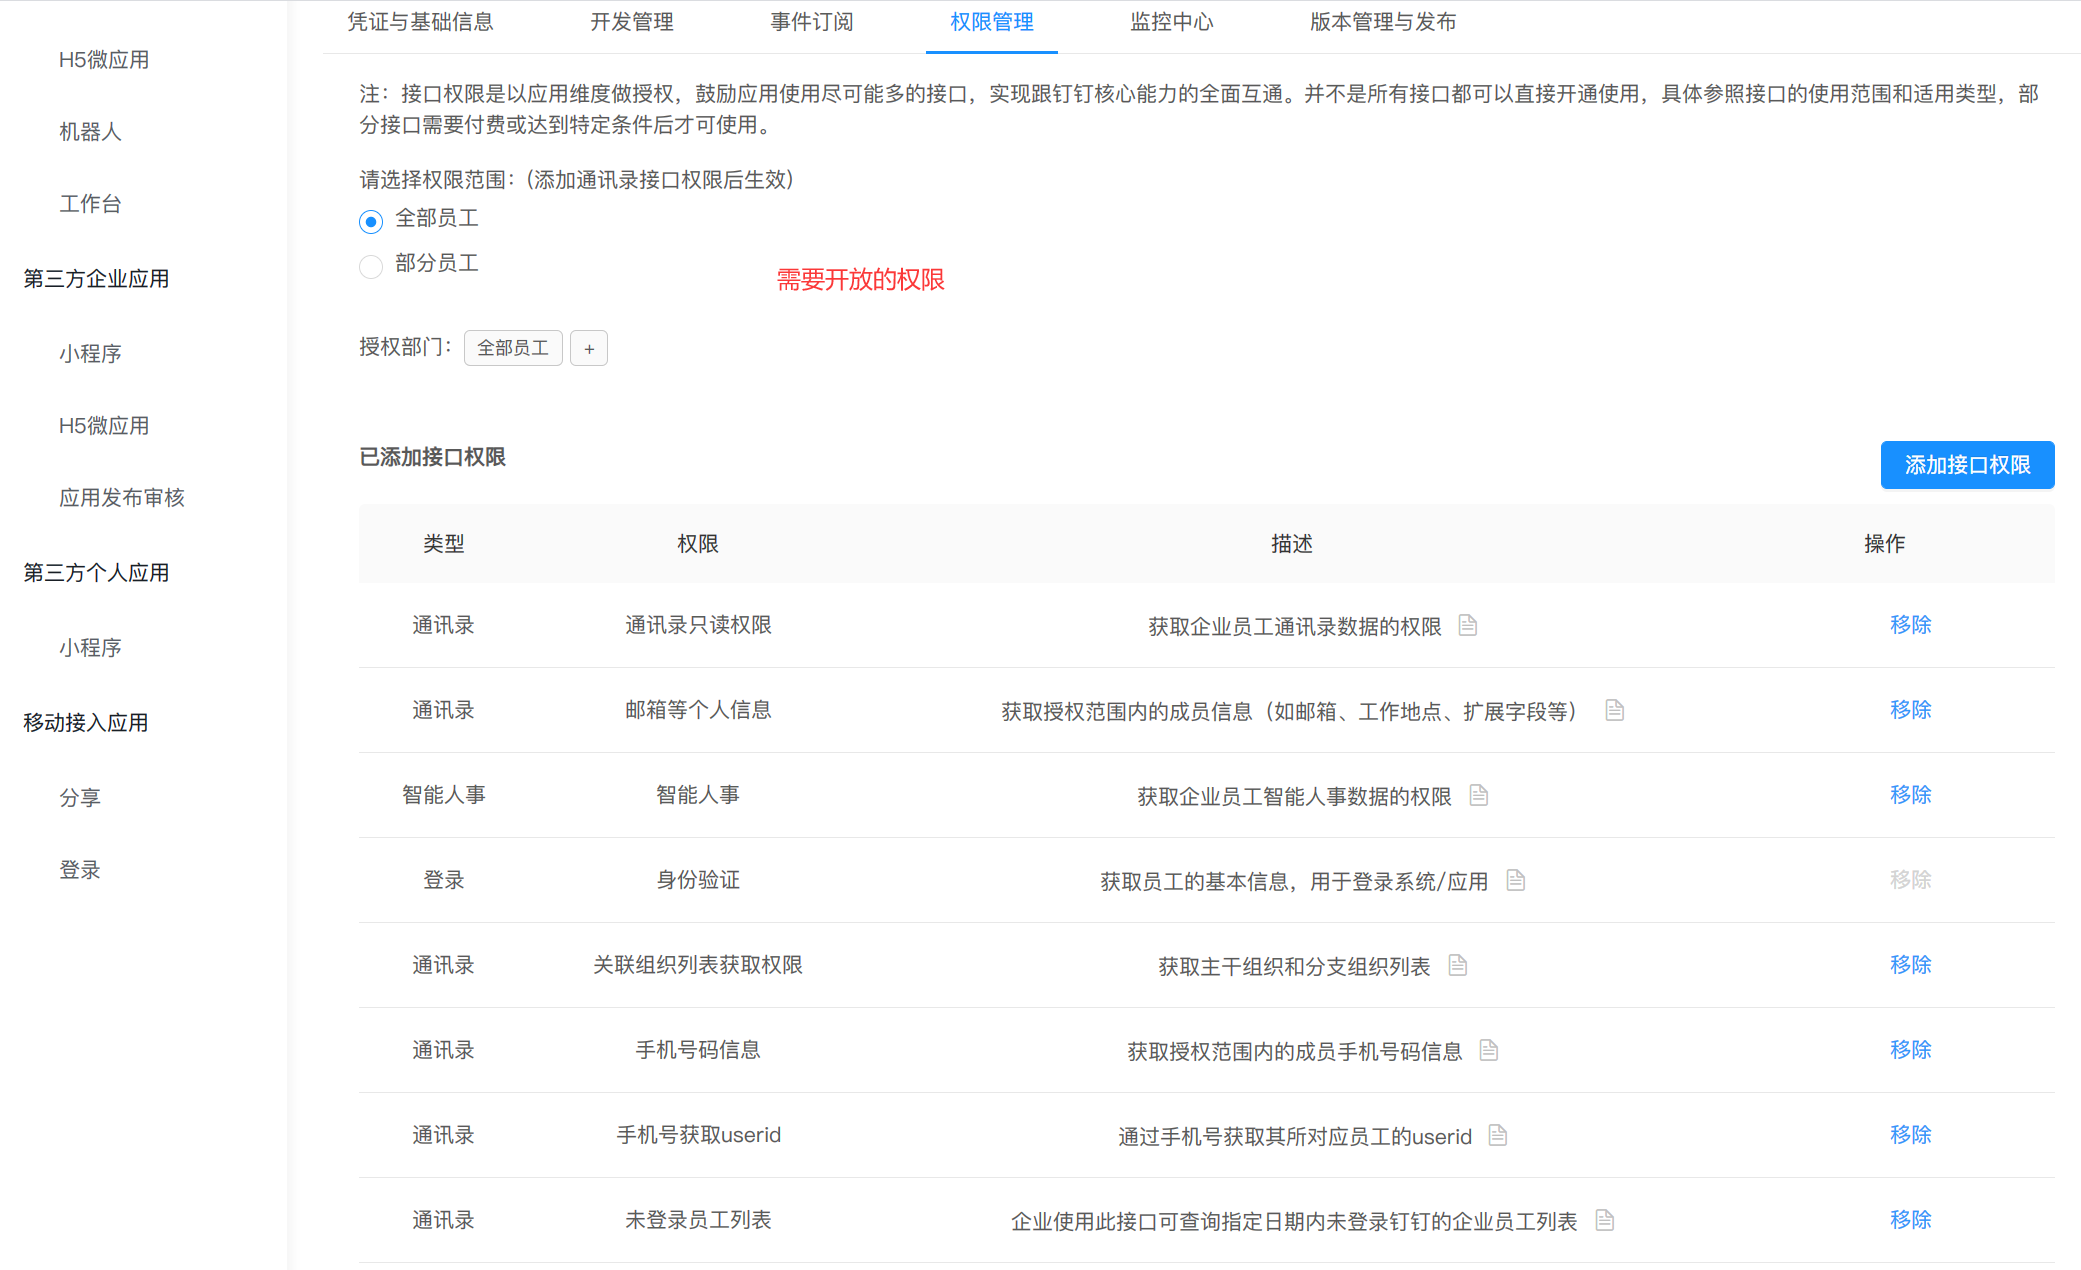 凭证与基础信息 开发管理 事件订阅 权限管理 监控中心 版本管理与发布
H5微应用
机器人
工作台
第三方企业应用
小程序
H5微应用
应用发布审核
第三方个人应用
小程序
移动接入应用
分享
登录
注：接口权限是以应用维度做授权，鼓励应用使用尽可能多的接口，实现跟钉钉核心能力的全面互通。并不是所有接口都可以直接开通使用，具体参照接口的使用范围和适用类型，部
分接口需要付费或达到特定条件后才可使用。
请选择权限范围：(添加通讯录接口权限后生效)
全部员工
部分员工
需要开放的权限
授权部门： 全部员工 +
已添加接口权限 添加接口权限
类型 权限 描述 操作
通讯录 通讯录只读权限 获取企业员工通讯录数据的权限 移除
通讯录 邮箱等个人信息 获取授权范围内的成员信息（如邮箱、工作地点、扩展字段等） 移除
智能人事 智能人事 获取企业员工智能人事数据的权限 移除
登录 身份验证 获取员工的基本信息，用于登录系统/应用 移除
通讯录 关联组织列表获取权限 获取主干组织和分支组织列表 移除
通讯录 手机号码信息 获取授权范围内的成员手机号码信息 移除
通讯录 手机号获取userid 通过手机号获取其所对应员工的userid 移除
通讯录 未登录员工列表 企业使用此接口可查询指定日期内未登录钉钉的企业员工列表 移除